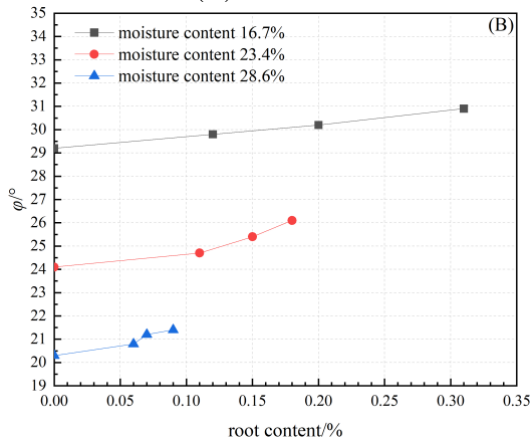 (B)
moisture content 16.7%
moisture content 23.4%
moisture content 28.6%
35
34
33
32
31
30
29
28
27
26
25
24
23
22
21
20
19
φ/°
0.00 0.05 0.10 0.15 0.20 0.25 0.30 0.35
root content/%